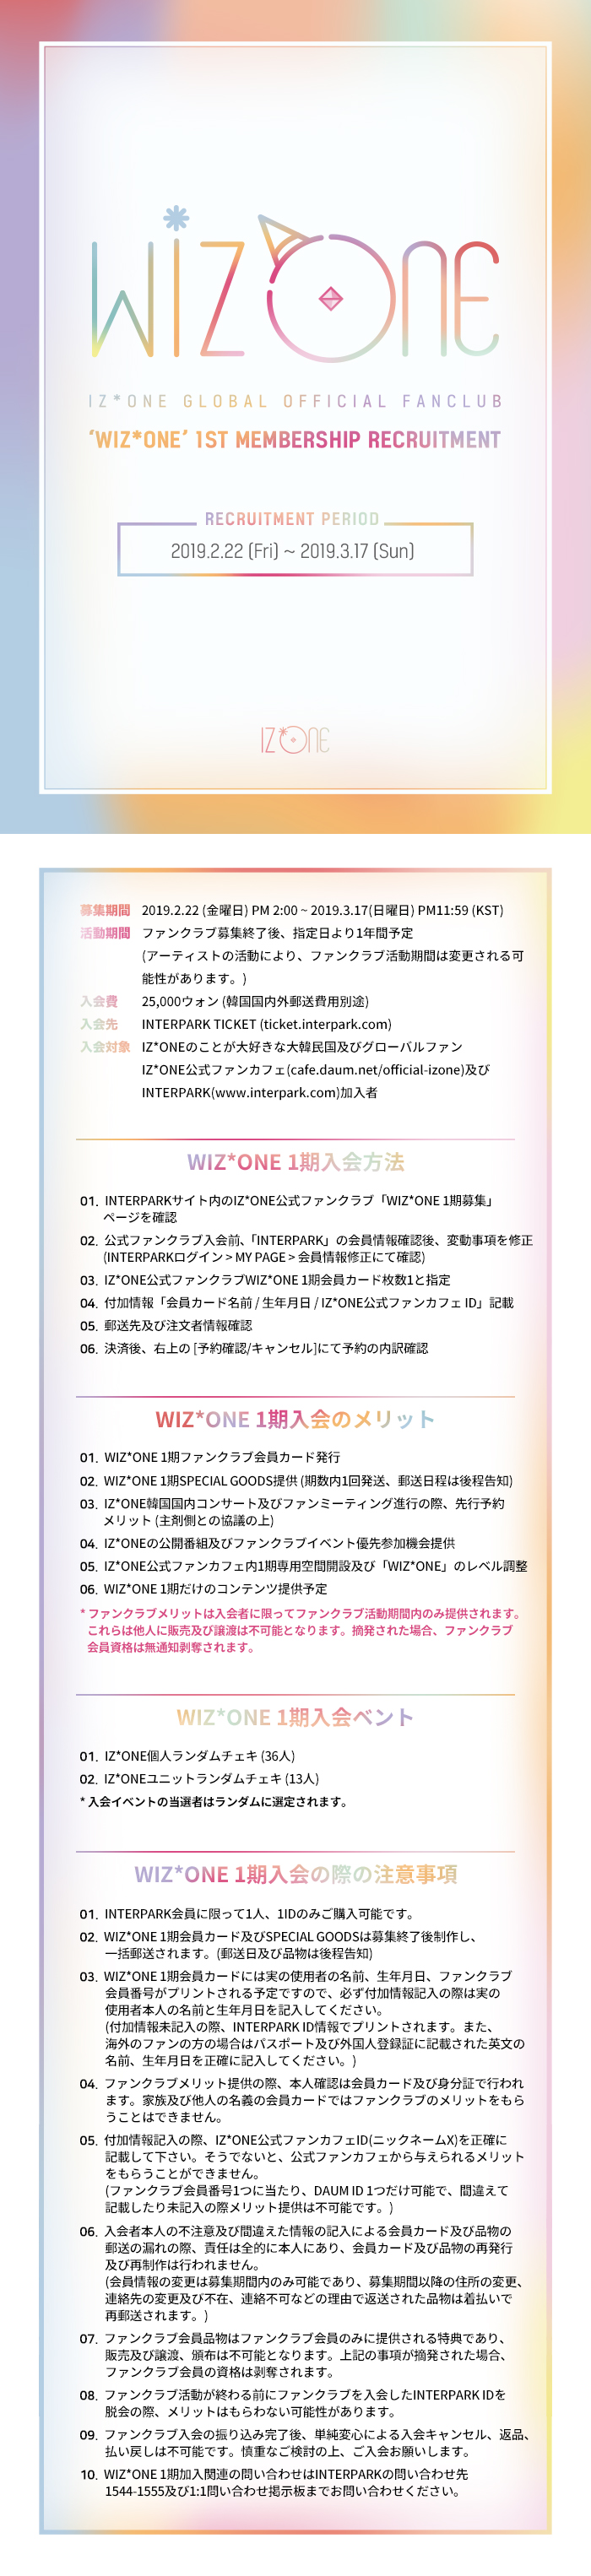 WIZ*ONE
IZ*ONE GLOBAL OFFICIAL FANCLUB
‘WIZ*ONE’ 1ST MEMBERSHIP RECRUITMENT
RECRUITMENT PERIOD
2019.2.22 (Fri) ~ 2019.3.17 (Sun)
IZ*ONE
募集期間 2019.2.22 (金曜日) PM 2:00 ~ 2019.3.17(日曜日) PM11:59 (KST)
活動期間 ファンクラブ募集終了後、指定日より1年間予定
(アーティストの活動により、ファンクラブ活動期間は変更される可
能性があります。)
入会費 25,000ウォン (韓国国内外郵送費用別途)
入会先 INTERPARK TICKET (ticket.interpark.com)
入会対象 IZ*ONEのことが大好きな大韓民国及びグローバルファン
IZ*ONE公式ファンカフェ(cafe.daum.net/official-izone)及び
INTERPARK(www.interpark.com)加入者
WIZ*ONE 1期入会方法
01. INTERPARKサイト内のIZ*ONE公式ファンクラブ「WIZ*ONE 1期募集」
ページを確認
02. 公式ファンクラブ入会前、「INTERPARK」の会員情報確認後、変動事項を修正
(INTERPARKログイン > MY PAGE > 会員情報修正にて確認)
03. IZ*ONE公式ファンクラブWIZ*ONE 1期会員カード枚数1と指定
04. 付加情報「会員カード名前 / 生年月日 / IZ*ONE公式ファンカフェ ID」記載
05. 郵送先及び注文者情報確認
06. 決済後、右上の [予約確認/キャンセル]にて予約の内訳確認
WIZ*ONE 1期入会のメリット
01. WIZ*ONE 1期ファンクラブ会員カード発行
02. WIZ*ONE 1期SPECIAL GOODS提供 (期数内1回発送、郵送日程は後程告知)
03. IZ*ONE韓国国内コンサート及びファンミーティング進行の際、先行予約
メリット (主剤側との協議の上)
04. IZ*ONEの公開番組及びファンクラブイベント優先参加機会提供
05. IZ*ONE公式ファンカフェ内1期専用空間開設及び「WIZ*ONE」のレベル調整
06. WIZ*ONE 1期だけのコンテンツ提供予定
* ファンクラブメリットは入会者に限ってファンクラブ活動期間内のみ提供されます。
これらは他人に販売及び譲渡は不可能となります。摘発された場合、ファンクラブ
会員資格は無通知剥奪されます。
WIZ*ONE 1期入会ベント
01. IZ*ONE個人ランダムチェキ (36人)
02. IZ*ONEユニットランダムチェキ (13人)
* 入会イベントの当選者はランダムに選定されます。
WIZ*ONE 1期入会の際の注意事項
01. INTERPARK会員に限って1人、1IDのみご購入可能です。
02. WIZ*ONE 1期会員カード及びSPECIAL GOODSは募集終了後制作し、
一括郵送されます。(郵送日及び品物は後程告知)
03. WIZ*ONE 1期会員カードには実の使用者の名前、生年月日、ファンクラブ
会員番号がプリントされる予定ですので、必ず付加情報記入の際は実の
使用者本人の名前と生年月日を記入してください。
(付加情報未記入の際、INTERPARK ID情報でプリントされます。また、
海外のファンの方の場合はパスポート及び外国人登録証に記載された英文の
名前、生年月日を正確に記入してください。)
04. ファンクラブメリット提供の際、本人確認は会員カード及び身分証で行われ
ます。家族及び他人の名義の会員カードではファンクラブのメリットをもら
うことはできません。
05. 付加情報記入の際、IZ*ONE公式ファンカフェID(ニックネームX)を正確に
記載して下さい。そうでないと、公式ファンカフェから与えられるメリット
をもらうことができません。
(ファンクラブ会員番号1つに当たり、DAUM ID 1つだけ可能で、間違えて
記載したり未記入の際メリット提供は不可能です。)
06. 入会者本人の不注意及び間違えた情報の記入による会員カード及び品物の
郵送の漏れの際、責任は全的に本人にあり、会員カード及び品物の再発行
及び再制作は行われません。
(会員情報の変更は募集期間内のみ可能であり、募集期間以降の住所の変更、
連絡先の変更及び不在、連絡不可などの理由で返送された品物は着払いで
再郵送されます。)
07. ファンクラブ会員品物はファンクラブ会員のみに提供される特典であり、
販売及び譲渡、頒布は不可能となります。上記の事項が摘発された場合、
ファンクラブ会員の資格は剥奪されます。
08. ファンクラブ活動が終わる前にファンクラブを入会したINTERPARK IDを
脱会の際、メリットはもらわない可能性があります。
09. ファンクラブ入会の振り込み完了後、単純変心による入会キャンセル、返品、
払い戻しは不可能です。慎重なご検討の上、ご入会お願いします。
10. WIZ*ONE 1期加入関連の問い合わせはINTERPARKの問い合わせ先
1544-1555及び1:1問い合わせ掲示板までお問い合わせください。